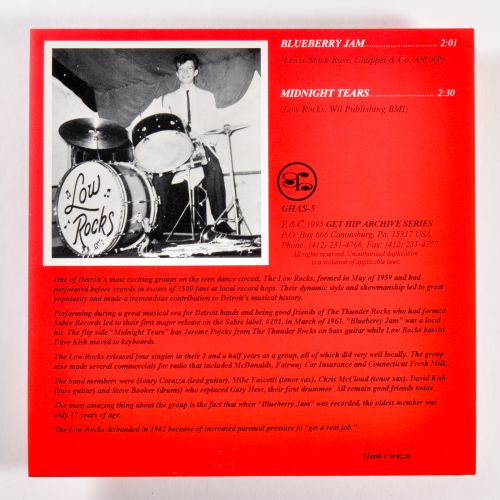 BLUEBERRY JAM........................ 2:01
(Lewis-Stock-Rose, Chappel & Co. ASCAP)
MIDNIGHT TEARS...................... 2:30
(Low Rocks, Wil Publishing BMI)
Low
Rocks
GHAS-5
P & C 1995 GET HIP ARCHIVE SERIES
P.O. Box 666 Canonsburg, Pa. 15317 USA
Phone: (412) 231-4766 Fax: (412) 231-4777
All rights reserved. Unauthorized duplication
is a violation of applicable laws.
One of Detroit's most exciting groups on the teen dance circuit, The Low Rocks, formed in May of 1959 and had
performed before crowds in excess of 7500 fans at local record hops. Their dynamic style and showmanship led to great
popularity and made a tremendous contribution to Detroit's musical history.
Performing during a great musical era for Detroit bands and being good friends of The Thunder Rocks who had formed
Sabre Records led to their first major release on the Sabre label, #101, in March of 1961. "Blueberry Jam" was a local
hit. The flip side "Midnight Tears" has Jerome Pojeky from The Thunder Rocks on bass guitar while Low Rocks bassist
Dave Kish moved to keyboards.
The Low Rocks released four singles in their 3 and a half years as a group, all of which did very well locally. The group
also made several commercials for radio that included McDonalds, Fairway Car Insurance and Connecticut Fresh Milk.
The band members were Henry Corazza (lead guitar), Mike Fascetti (tenor sax), Chris McCloud (tenor sax), David Kish
(bass guitar) and Steve Booker (drums) who replaced Gary Hess, their first drummer. All remain good friends today.
The most amazing thing about the group is the fact that when "Blueberry Jam" was recorded, the oldest member was
only 17 years of age.
The Low Rocks disbanded in 1962 because of increased parental pressure to "get a real job."
Hank Corazza